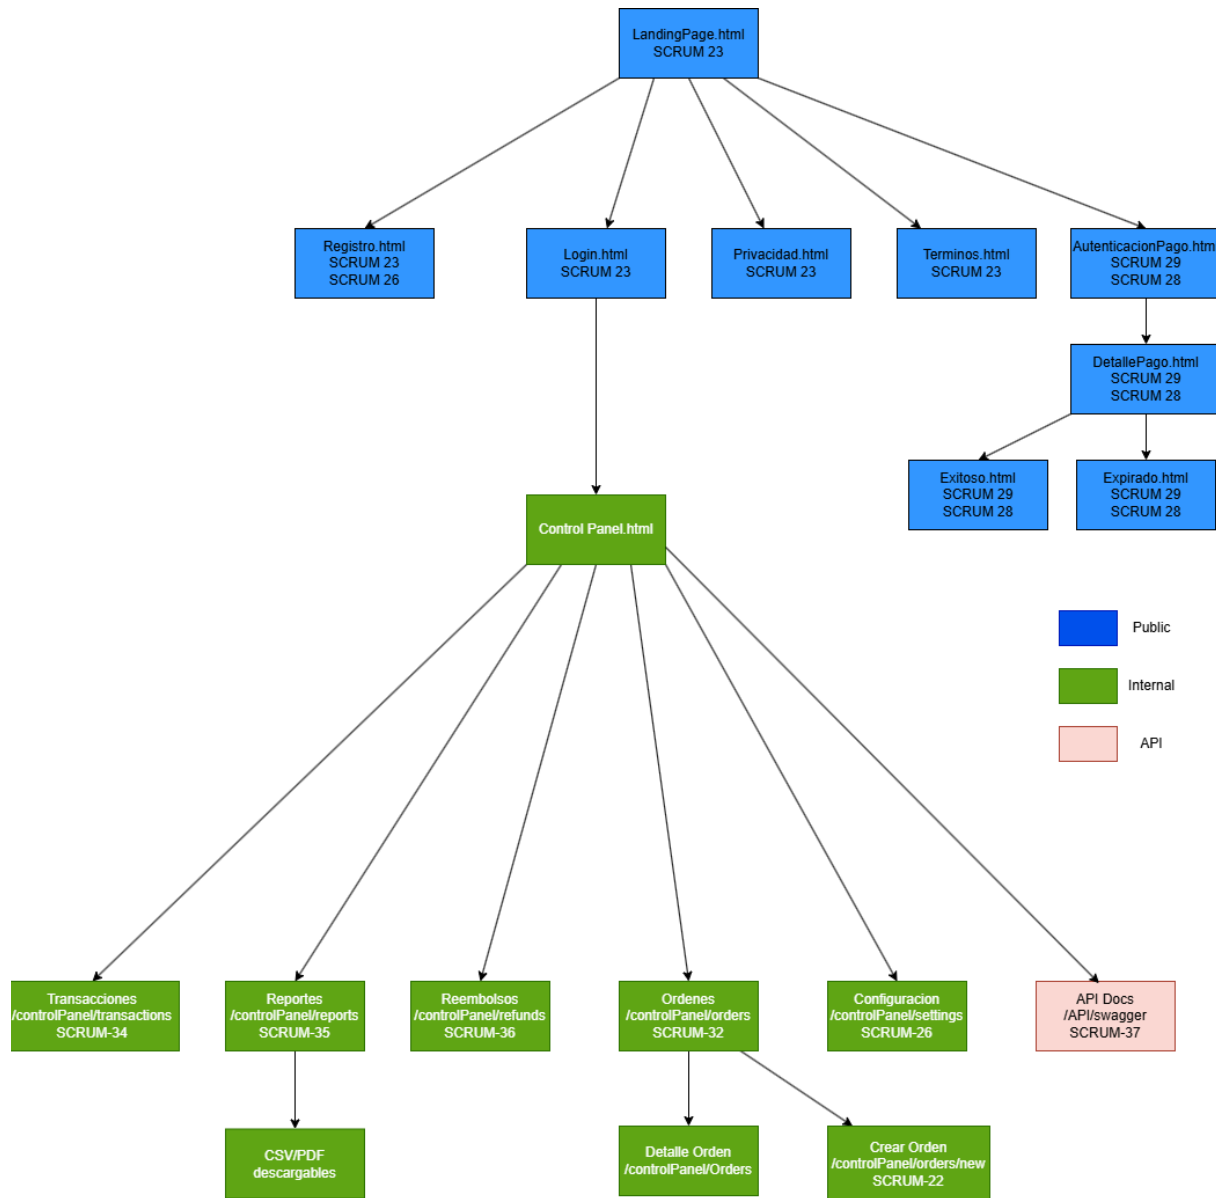 LandingPage.html
SCRUM 23
Registro.html
SCRUM 23
SCRUM 26
Login.html
SCRUM 23
Privacidad.html
SCRUM 23
Terminos.html
SCRUM 23
AutenticacionPago.htm
SCRUM 29
SCRUM 28
DetallePago.html
SCRUM 29
SCRUM 28
Exitoso.html
SCRUM 29
SCRUM 28
Expirado.html
SCRUM 29
SCRUM 28
Control Panel.html
Public
Internal
API
Transacciones
/controlPanel/transactions
SCRUM-34
Reportes
/controlPanel/reports
SCRUM-35
Reembolsos
/controlPanel/refunds
SCRUM-36
Ordenes
/controlPanel/orders
SCRUM-32
Configuracion
/controlPanel/settings
SCRUM-26
API Docs
/API/swagger
SCRUM-37
CSV/PDF
descargables
Detalle Orden
/controlPanel/Orders
Crear Orden
/controlPanel/orders/new
SCRUM-22